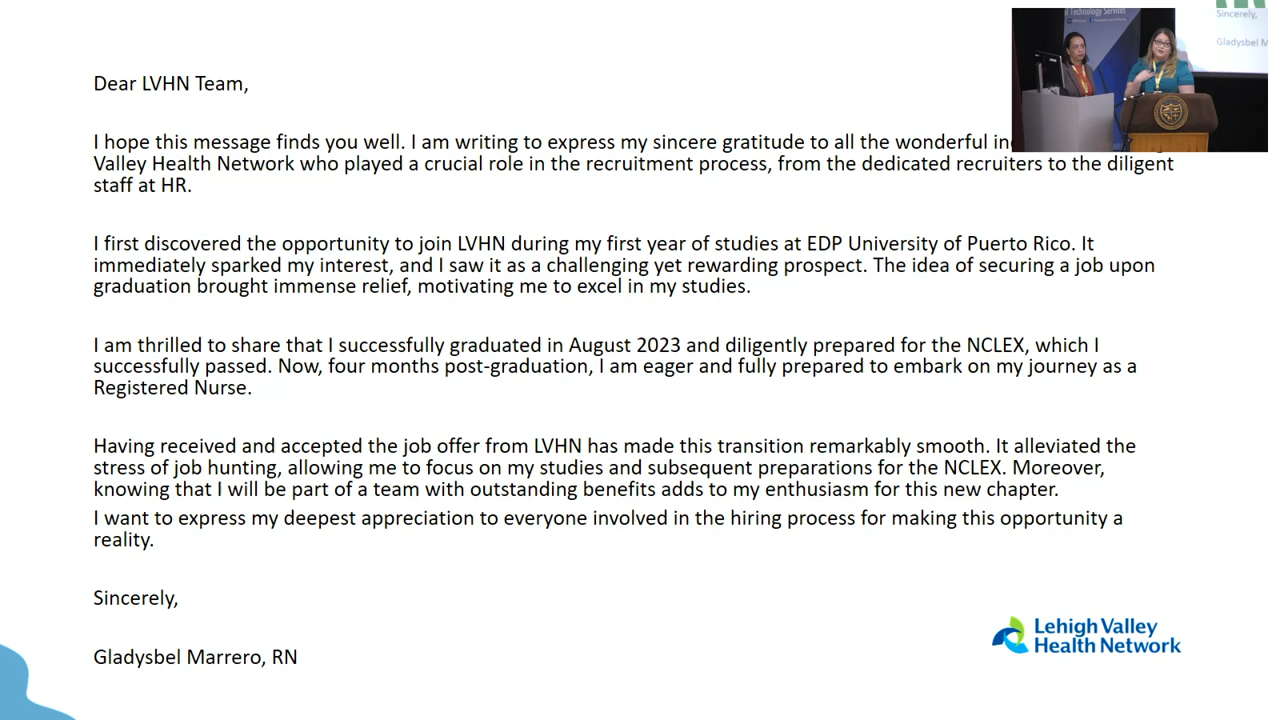 Dear LVHN Team,
I hope this message finds you well. I am writing to express my sincere gratitude to all the wonderful
Valley Health Network who played a crucial role in the recruitment process, from the dedicated recruiters to the diligent
staff at HR.
I first discovered the opportunity to join LVHN during my first year of studies at EDP University of Puerto Rico. It
immediately sparked my interest, and I saw it as a challenging yet rewarding prospect. The idea of securing a job upon
graduation brought immense relief, motivating me to excel in my studies.
I am thrilled to share that I successfully graduated in August 2023 and diligently prepared for the NCLEX, which I
successfully passed. Now, four months post-graduation, I am eager and fully prepared to embark on my journey as a
Registered Nurse.
Having received and accepted the job offer from LVHN has made this transition remarkably smooth. It alleviated the
stress of job hunting, allowing me to focus on my studies and subsequent preparations for the NCLEX. Moreover,
knowing that I will be part of a team with outstanding benefits adds to my enthusiasm for this new chapter.
I want to express my deepest appreciation to everyone involved in the hiring process for making this opportunity a
reality.
Sincerely,
Gladysbel Marrero, RN
Lehigh Valley
Health Network
Technology Services
Sincerely,
Gladysbel M